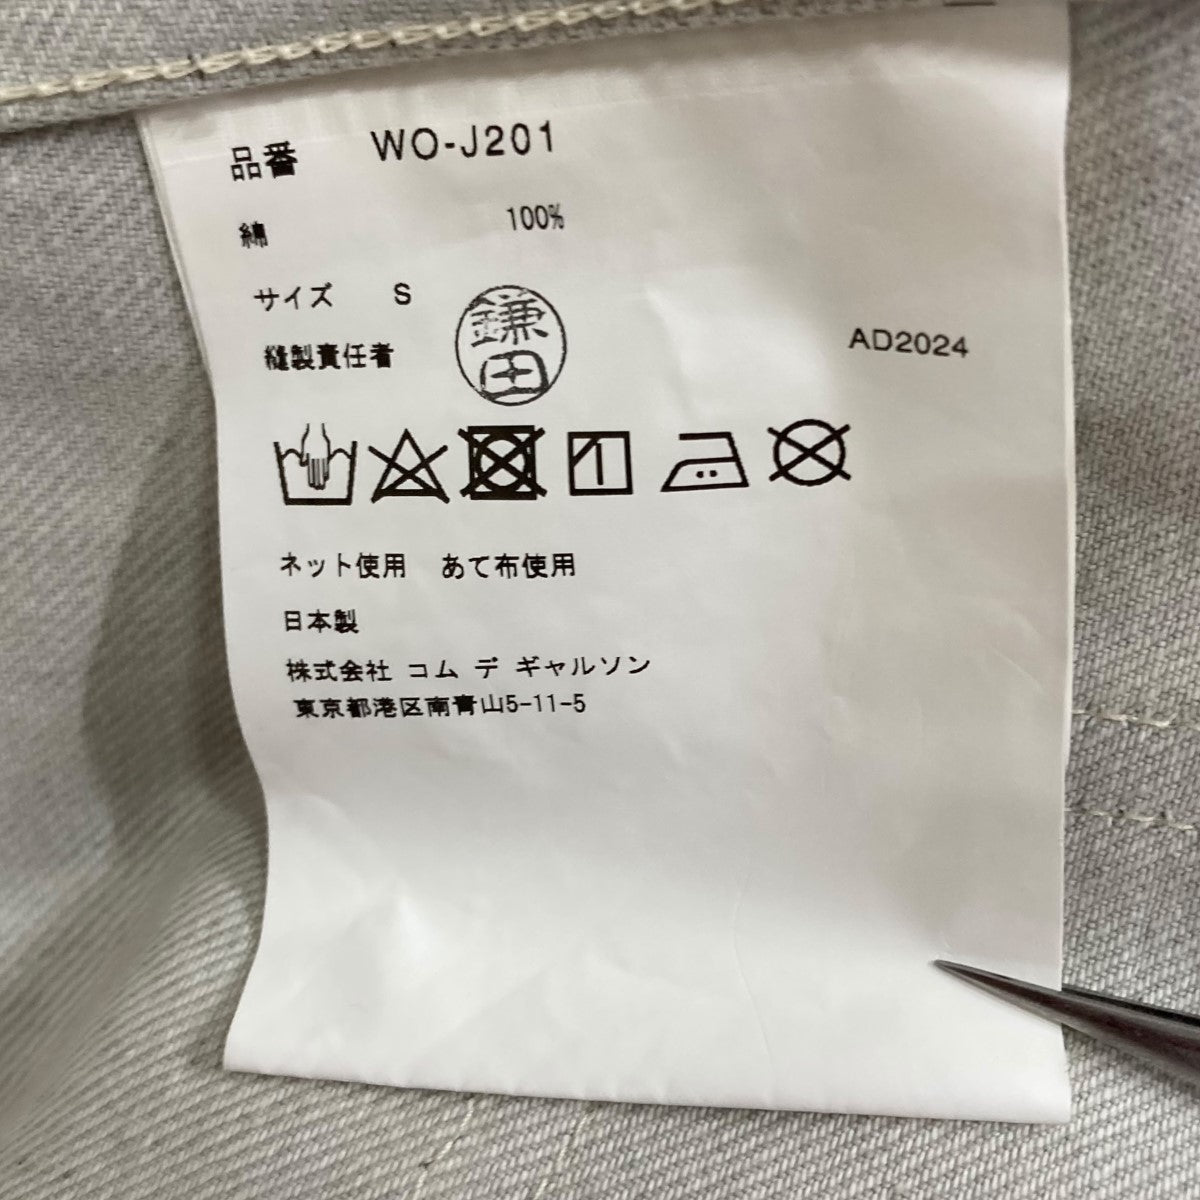 品番 WO-J201
綿 100%
サイズ S
縫製責任者 鎌田
AD2024
ネット使用 あて布使用
日本製
株式会社 コム デ ギャルソン
東京都港区南青山5-11-5